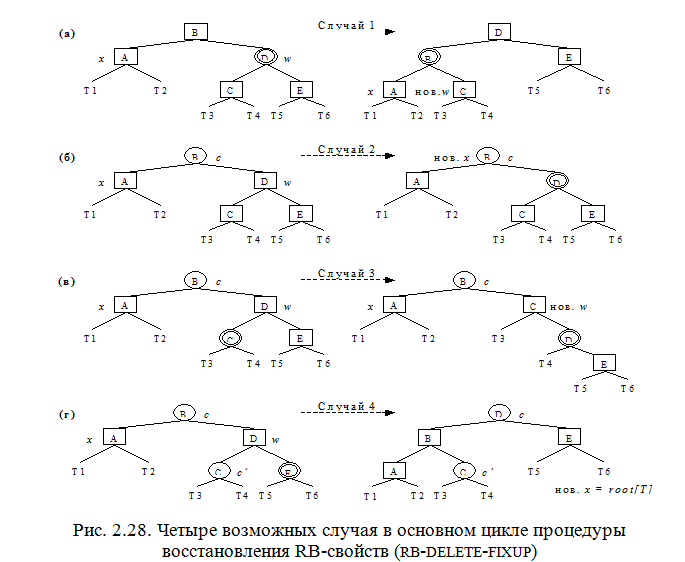 (а) B Случай 1 D
x A D w B E
T1 T2 C E x A нов.w C T5 T6
T3 T4 T5 T6 T1 T2 T3 T4
(б) B c Случай 2 нов. x B c
x A D w A D
T1 T2 C E T1 T2 C E
T3 T4 T5 T6 T3 T4 T5 T6
(в) B c Случай 3 B c
x A D w x A C нов. w
T1 T2 C E T1 T2 T3 D
T3 T4 T5 T6 T4 E
T5 T6
(г) B c Случай 4 D c
x A D w B E
T1 T2 C c' E A C c' T5 T6
T3 T4 T5 T6 T1 T2 T3 T4
нов. x = root[T]
Рис. 2.28. Четыре возможных случая в основном цикле процедуры
восстановления RB-свойств (RB-DELETE-FIXUP)